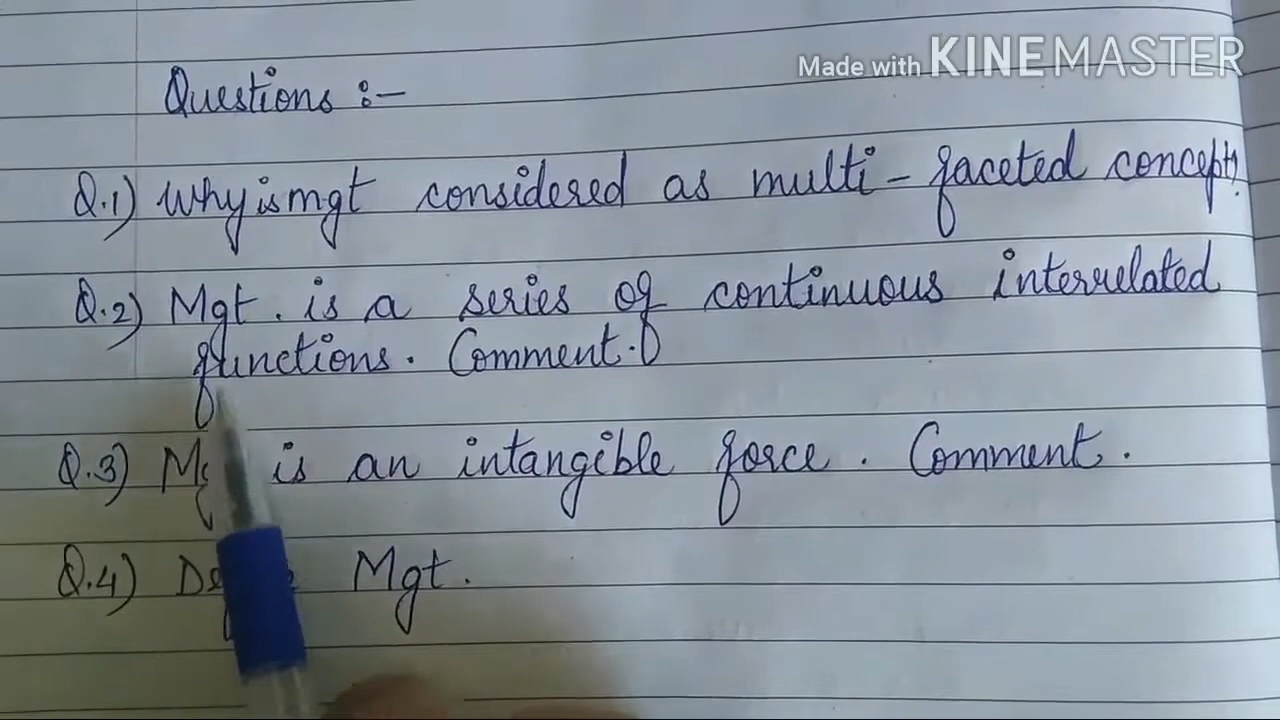 Made with KINEMASTER
Questions :-
Q.1) Why is mgt considered as multi-faceted concept?
Q.2) Mgt. is a series of continuous interrelated
functions. Comment.
Q.3) is an intangible force. Comment.
Q.4) Mgt.